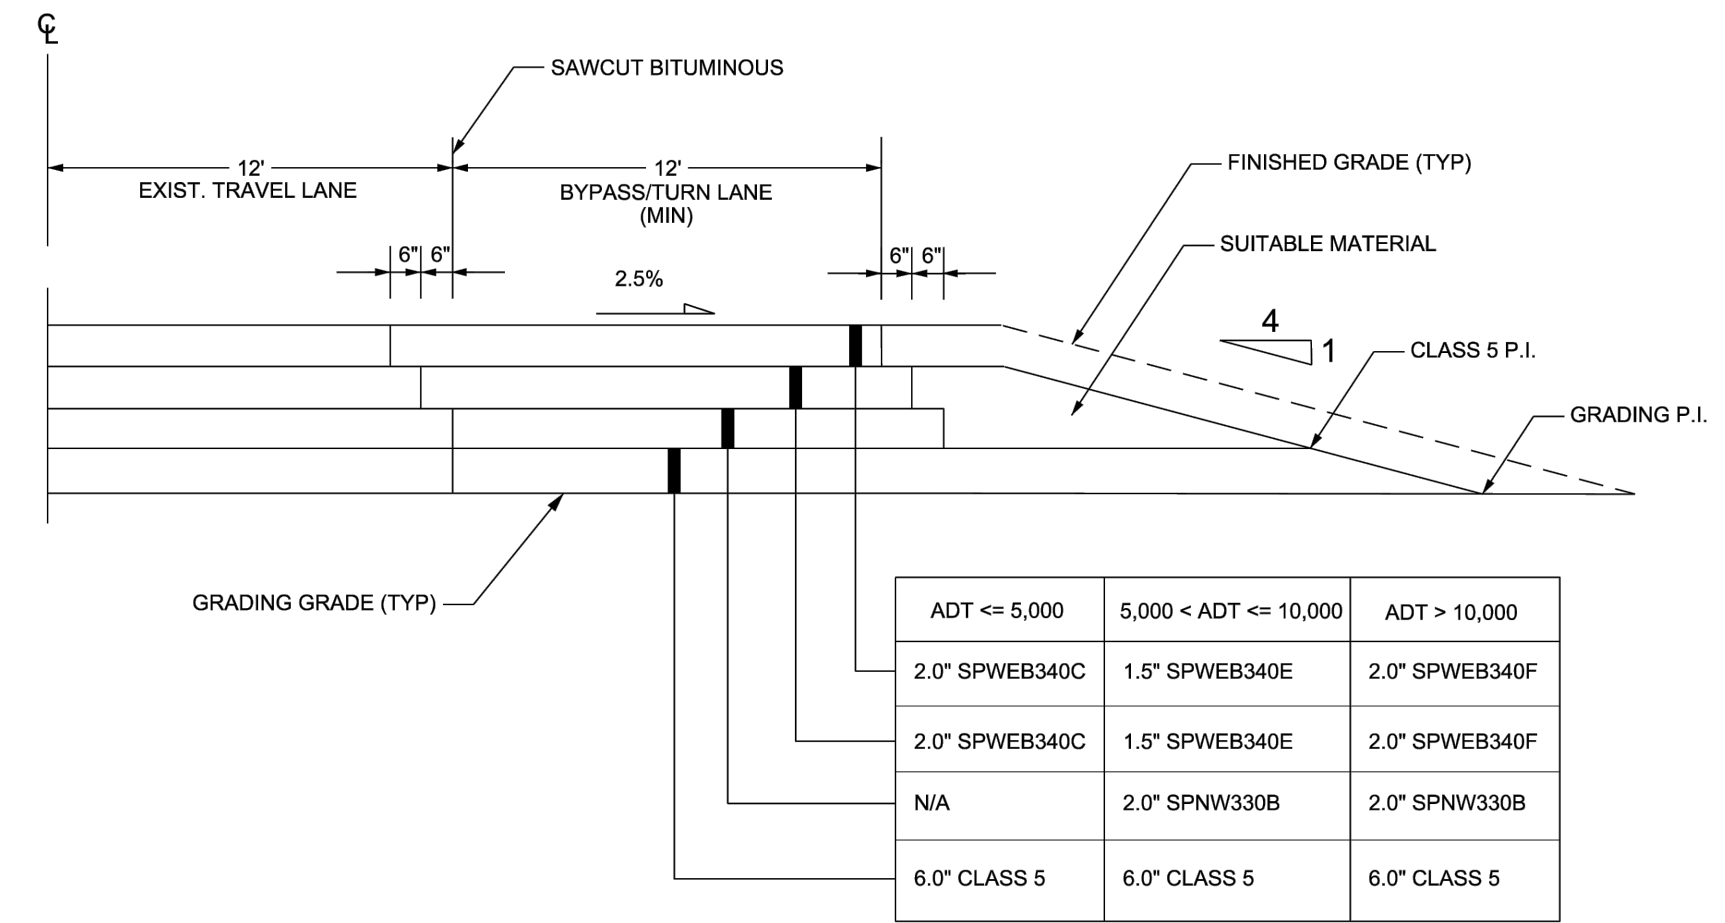 ℄
SAWCUT BITUMINOUS
12'
EXIST. TRAVEL LANE
12'
BYPASS/TURN LANE
(MIN)
FINISHED GRADE (TYP)
SUITABLE MATERIAL
6" 6"
2.5%
6" 6"
4
1
CLASS 5 P.I.
GRADING P.I.
GRADING GRADE (TYP)
ADT <= 5,000 5,000 < ADT <= 10,000 ADT > 10,000
2.0" SPWEB340C 1.5" SPWEB340E 2.0" SPWEB340F
2.0" SPWEB340C 1.5" SPWEB340E 2.0" SPWEB340F
N/A 2.0" SPNW330B 2.0" SPNW330B
6.0" CLASS 5 6.0" CLASS 5 6.0" CLASS 5